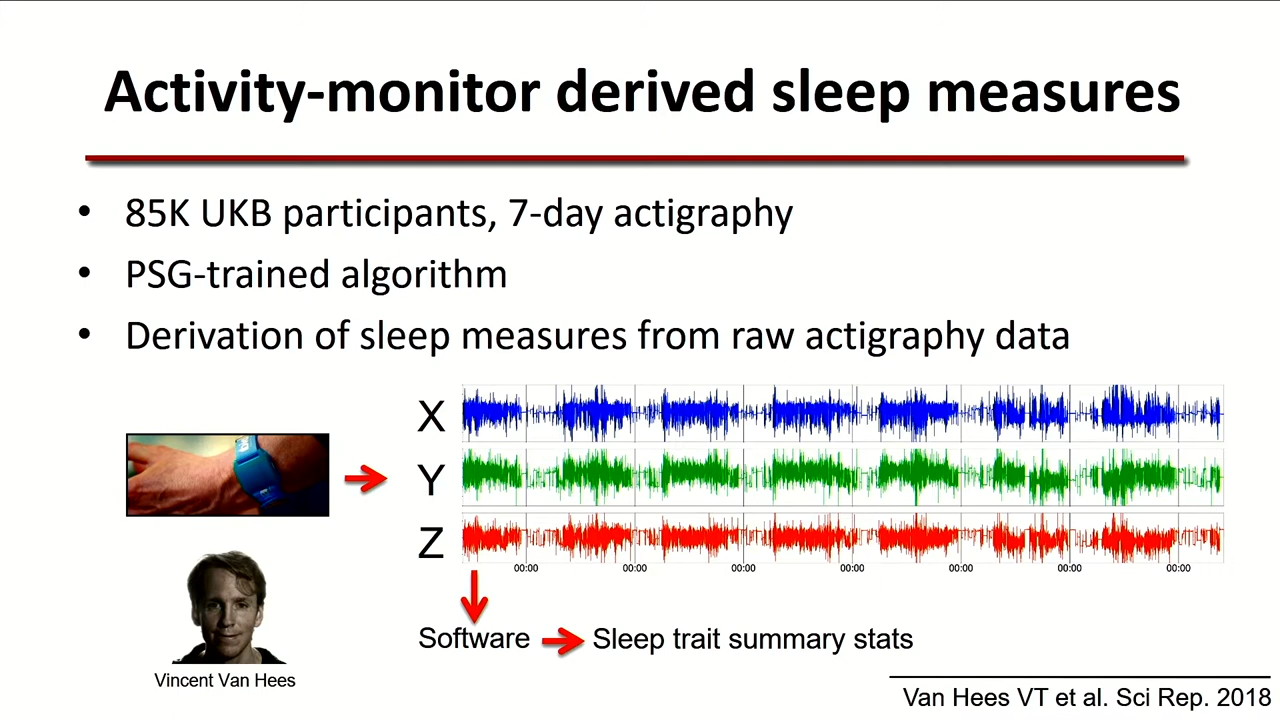 Activity-monitor derived sleep measures
• 85K UKB participants, 7-day actigraphy
• PSG-trained algorithm
• Derivation of sleep measures from raw actigraphy data
X
Y
Z
00:00 00:00 00:00 00:00 00:00 00:00 00:00
Software
Sleep trait summary stats
Vincent Van Hees
Van Hees VT et al. Sci Rep. 2018